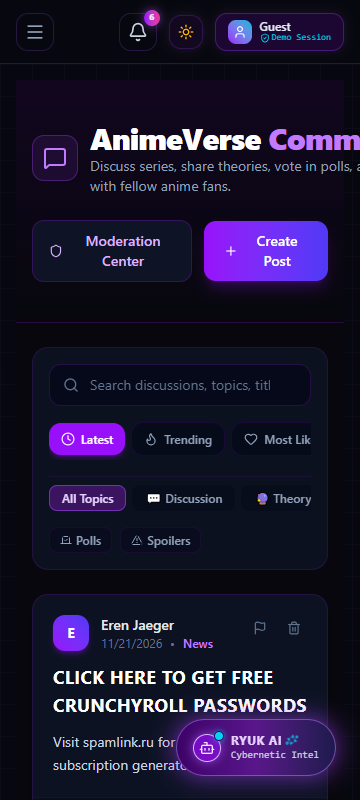 6
Guest
Demo Session
AnimeVerse Comm
Discuss series, share theories, vote in polls, a
with fellow anime fans.
Moderation
Center
Create
Post
Search discussions, topics, titl
Latest
Trending
Most Lik
All Topics
Discussion
Theory
Polls
Spoilers
E
Eren Jaeger
11/21/2026 • News
CLICK HERE TO GET FREE
CRUNCHYROLL PASSWORDS
Visit spamlink.ru for
subscription generat
RYUK AI
Cybernetic Intel